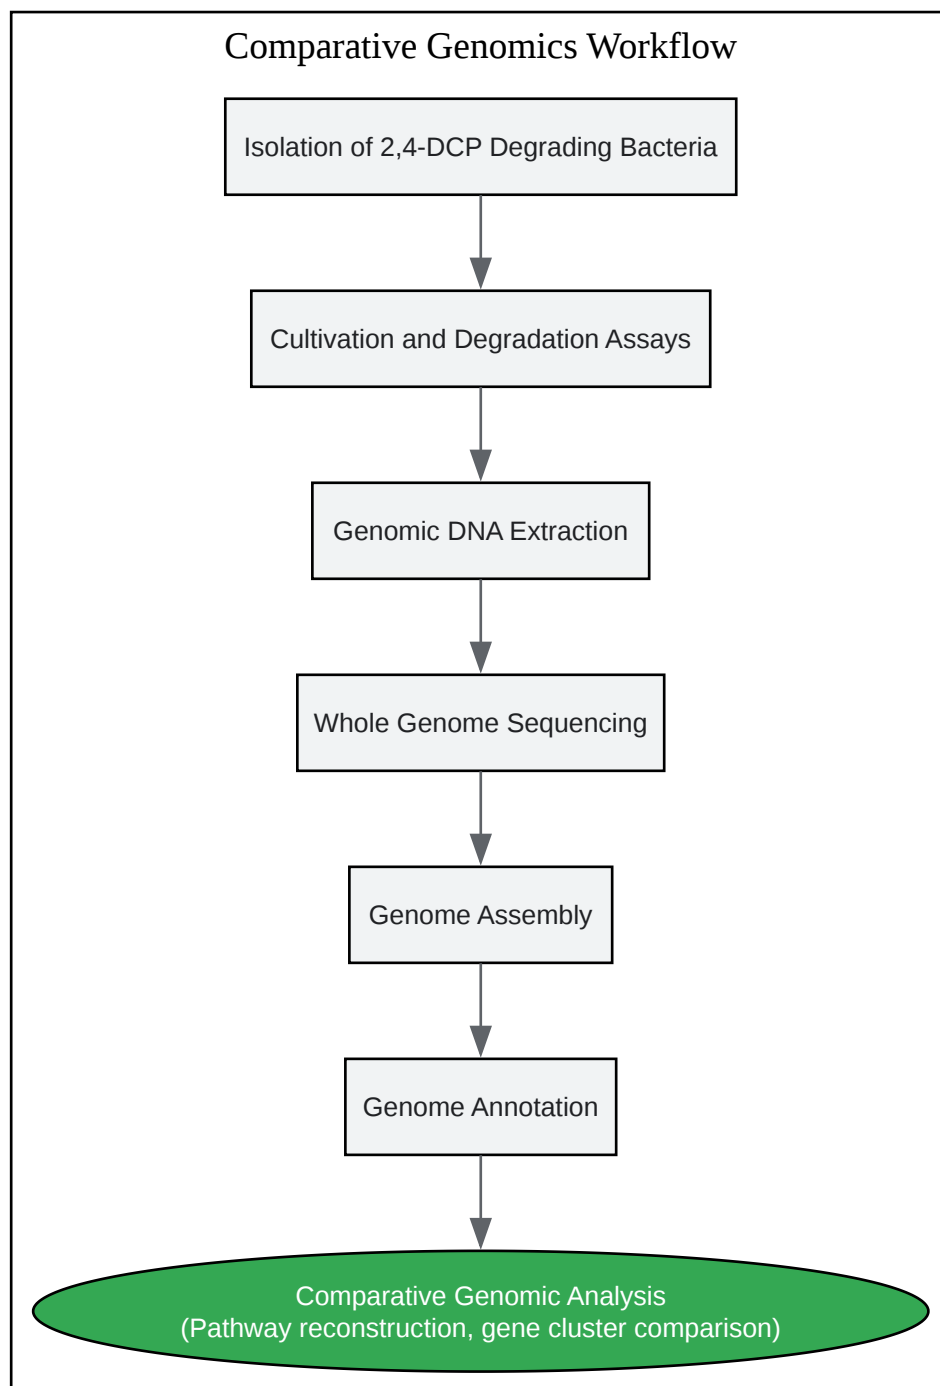 Comparative Genomics Workflow
Isolation of 2,4-DCP Degrading Bacteria
Cultivation and Degradation Assays
Genomic DNA Extraction
Whole Genome Sequencing
Genome Assembly
Genome Annotation
Comparative Genomic Analysis
(Pathway reconstruction, gene cluster comparison)